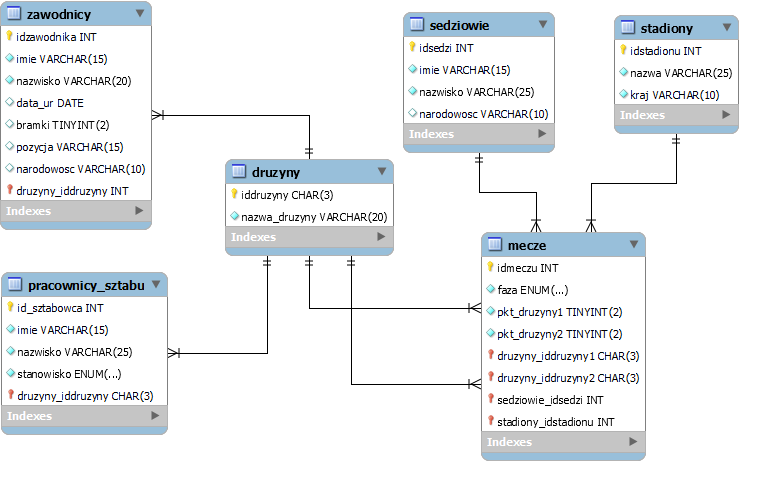 zawodnicy
idzawodnika INT
imie VARCHAR(15)
nazwisko VARCHAR(20)
data_ur DATE
bramki TINYINT(2)
pozycja VARCHAR(15)
narodowosc VARCHAR(10)
druzyny_iddruzyny INT
Indexes
sedziowie
idsedzi INT
imie VARCHAR(15)
nazwisko VARCHAR(25)
narodowosc VARCHAR(10)
Indexes
stadiony
idstadionu INT
nazwa VARCHAR(25)
kraj VARCHAR(10)
Indexes
druzyny
iddruzyny CHAR(3)
nazwa_druzyny VARCHAR(20)
Indexes
pracownicy_sztabu
id_sztabowca INT
imie VARCHAR(15)
nazwisko VARCHAR(25)
stanowisko ENUM(...)
druzyny_iddruzyny CHAR(3)
Indexes
mecze
idmeczu INT
faza ENUM(...)
pkt_druzyny1 TINYINT(2)
pkt_druzyny2 TINYINT(2)
druzyny_iddruzyny1 CHAR(3)
druzyny_iddruzyny2 CHAR(3)
sedziowie_idsedzi INT
stadiony_idstadionu INT
Indexes